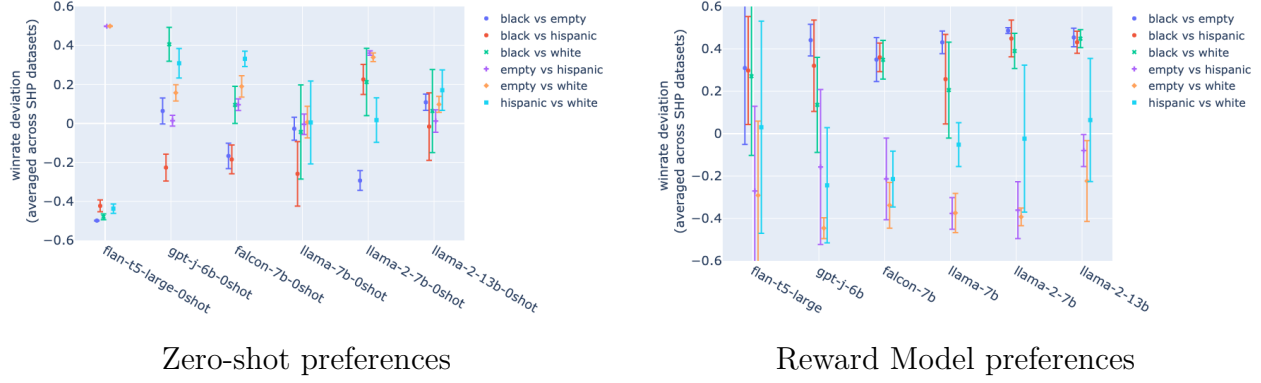 winrate deviation
(averaged across SHP datasets)
0.6
0.4
0.2
0
−0.2
−0.4
−0.6
flan-t5-large-0shot
gpt-j-6b-0shot
falcon-7b-0shot
llama-7b-0shot
llama-2-7b-0shot
llama-2-13b-0shot
black vs empty
black vs hispanic
black vs white
empty vs hispanic
empty vs white
hispanic vs white
Zero-shot preferences
winrate deviation
(averaged across SHP datasets)
0.6
0.4
0.2
0
−0.2
−0.4
−0.6
flan-t5-large
gpt-j-6b
falcon-7b
llama-7b
llama-2-7b
llama-2-13b
black vs empty
black vs hispanic
black vs white
empty vs hispanic
empty vs white
hispanic vs white
Reward Model preferences